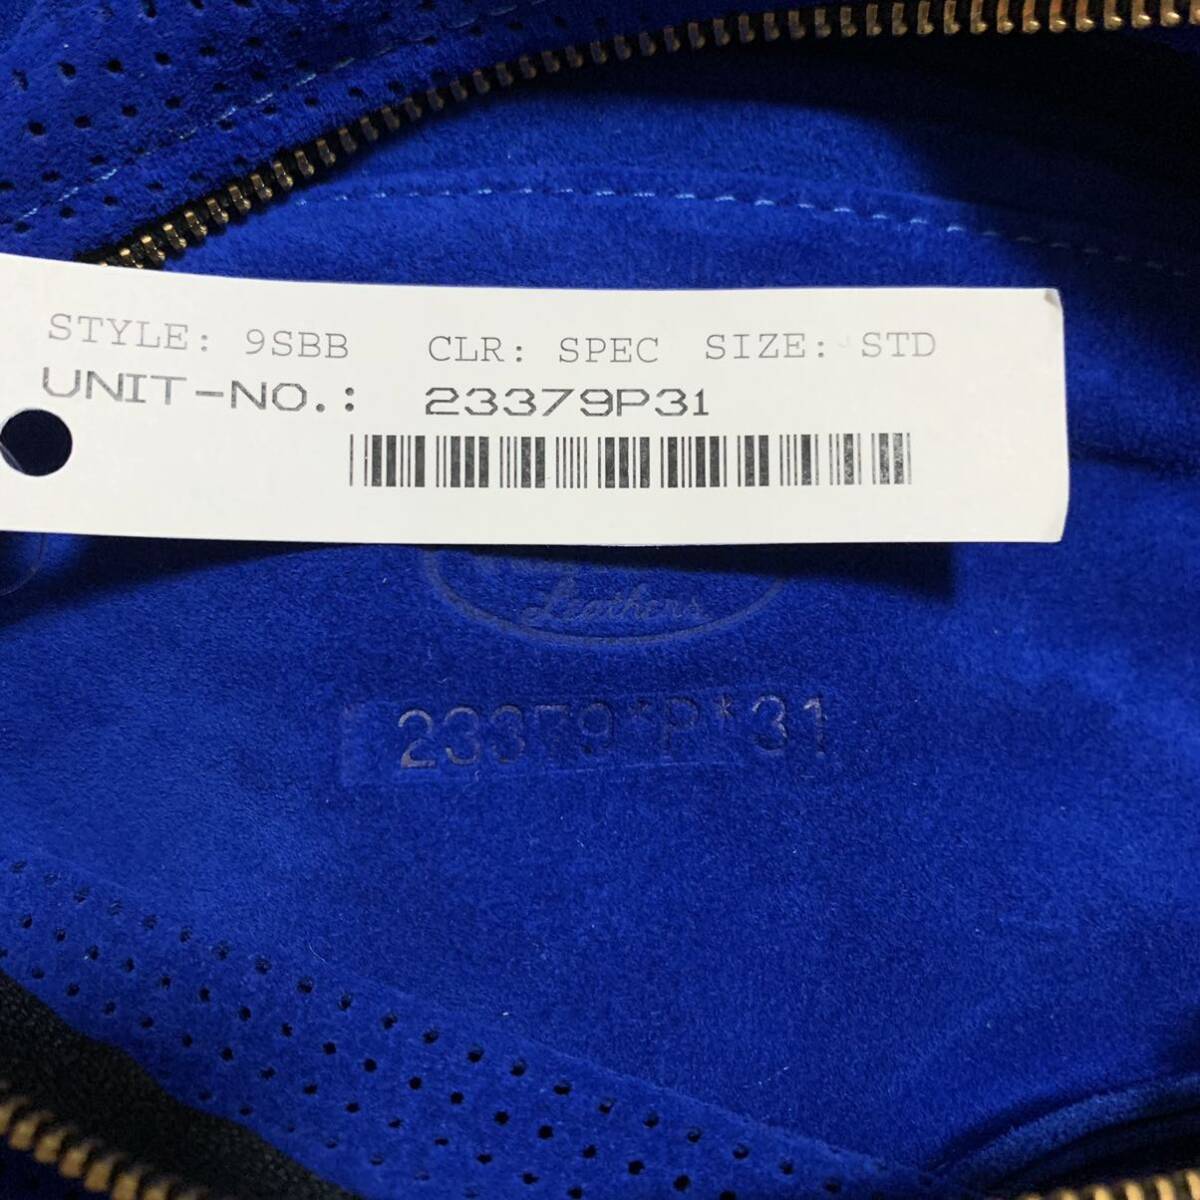 STYLE: 9SBB CLR: SPEC SIZE: STD
UNIT-NO.: 23379P31
Leathers
23379*P*31